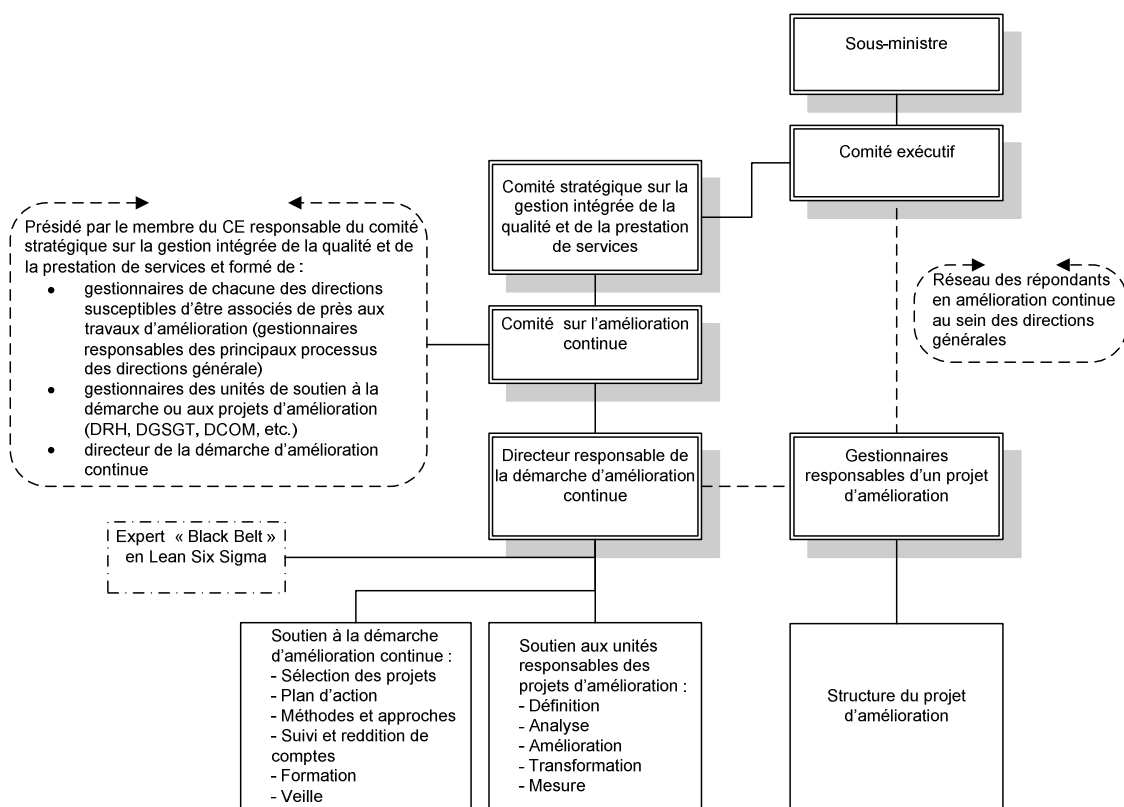 Sous-ministre
Comité exécutif
Comité stratégique sur la
gestion intégrée de la
qualité et de la prestation
de services
Présidé par le membre du CE responsable du comité
stratégique sur la gestion intégrée de la qualité et de
la prestation de services et formé de :
• gestionnaires de chacune des directions
susceptibles d'être associés de près aux
travaux d'amélioration (gestionnaires
responsables des principaux processus
des directions générale)
• gestionnaires des unités de soutien à la
démarche ou aux projets d'amélioration
(DRH, DGSGT, DCOM, etc.)
• directeur de la démarche d'amélioration
continue
Réseau des répondants
en amélioration continue
au sein des directions
générales
Comité sur l'amélioration
continue
Directeur responsable de
la démarche d'amélioration
continue
Gestionnaires
responsables d'un projet
d'amélioration
Expert « Black Belt »
en Lean Six Sigma
Soutien à la démarche
d'amélioration continue :
- Sélection des projets
- Plan d'action
- Méthodes et approches
- Suivi et reddition de
comptes
- Formation
- Veille
Soutien aux unités
responsables des
projets d'amélioration :
- Définition
- Analyse
- Amélioration
- Transformation
- Mesure
Structure du projet
d'amélioration